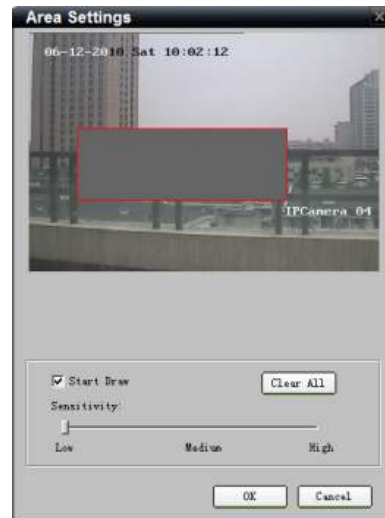 Area Settings
06-12-2010 Sat 10:02:12
IPCamera 04
Start Draw
Clear All
Sensitivity:
Low Medium High
OK Cancel